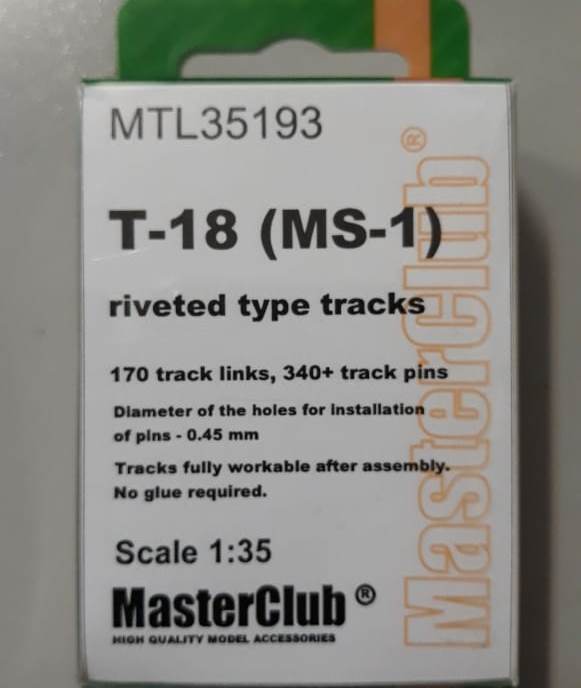 MTL35193
T-18 (MS-1)
riveted type tracks
170 track links, 340+ track pins
Diameter of the holes for installation
of pins - 0.45 mm
Tracks fully workable after assembly.
No glue required.
Scale 1:35
MasterClub ®
HIGH QUALITY MODEL ACCESSORIES
MasterClub®